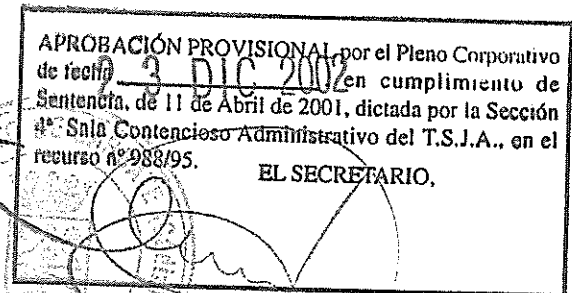 APROBACIÓN PROVISIONAL por el Pleno Corporativo
de fecha 23 DIC 2002 en cumplimiento de
Sentencia, de 11 de Abril de 2001, dictada por la Sección
4ª Sala Contencioso Administrativo del T.S.J.A., en el
recurso nº 988/95.
EL SECRETARIO,